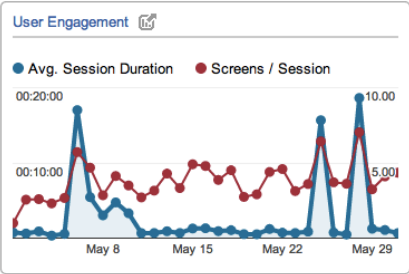 User Engagement
Avg. Session Duration Screens / Session
00:20:00 10.00
00:10:00 5.00
May 8 May 15 May 22 May 29